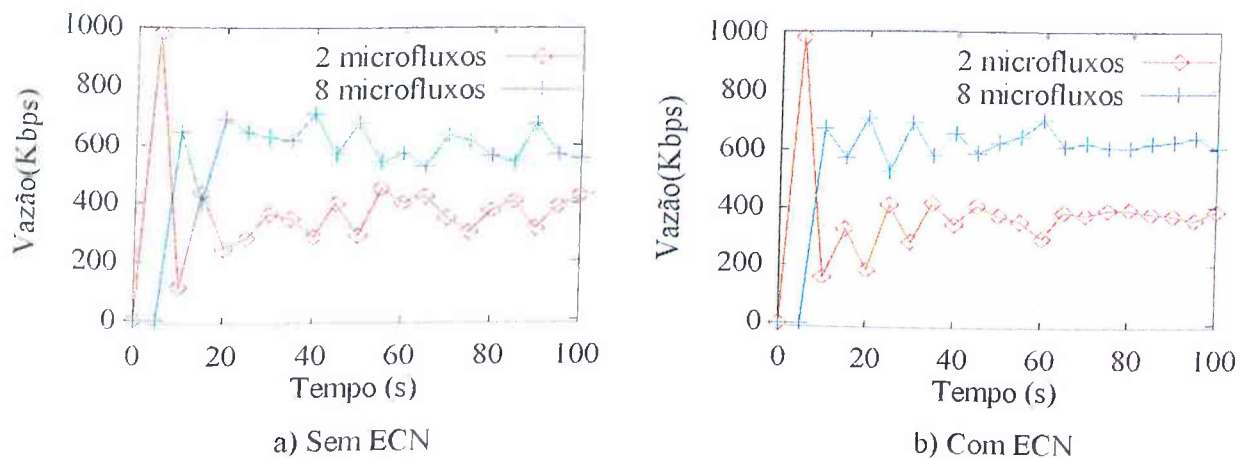 1000
800
600
400
200
0
Vazão(Kbps)
2 microfluxos
8 microfluxos
0 20 40 60 80 100
Tempo (s)
a) Sem ECN
1000
800
600
400
200
0
Vazão(Kbps)
2 microfluxos
8 microfluxos
0 20 40 60 80 100
Tempo (s)
b) Com ECN